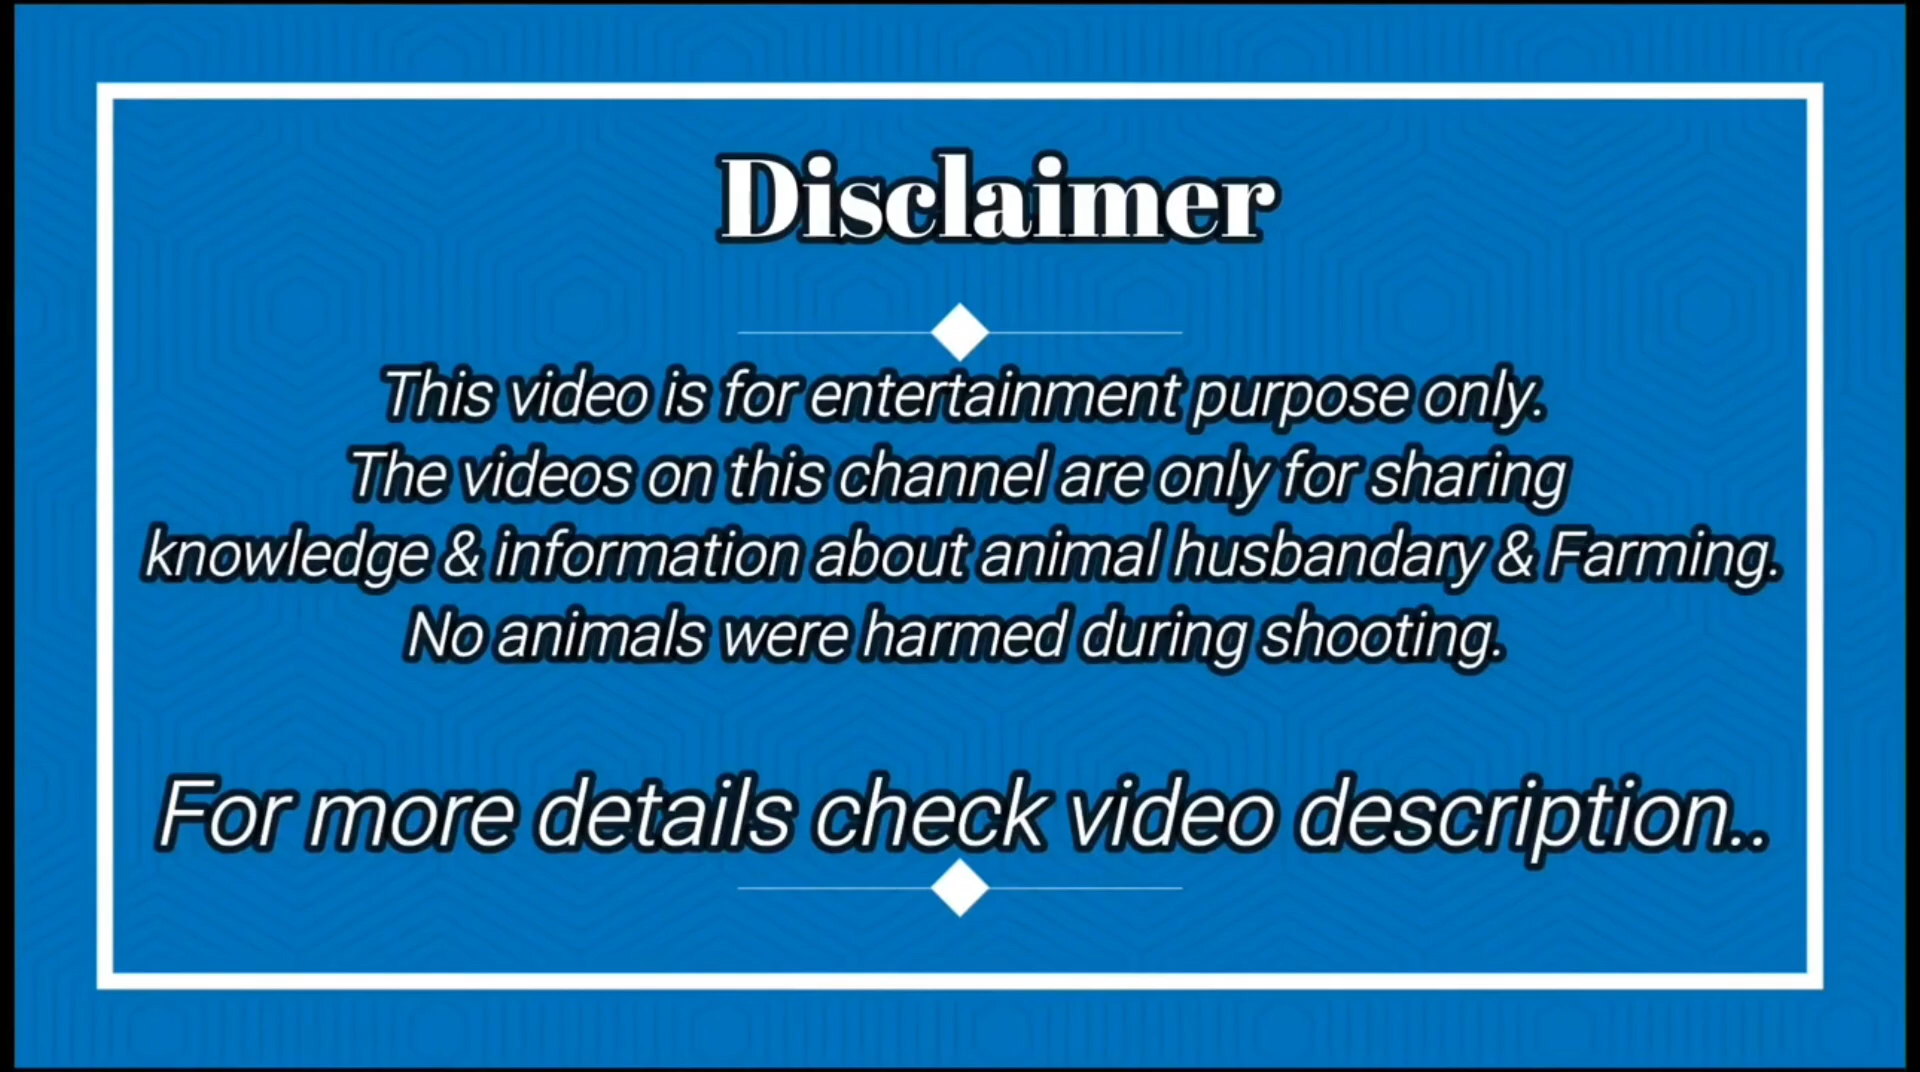 Disclaimer
This video is for entertainment purpose only.
The videos on this channel are only for sharing
knowledge & information about animal husbandary & Farming.
No animals were harmed during shooting.
For more details check video description..